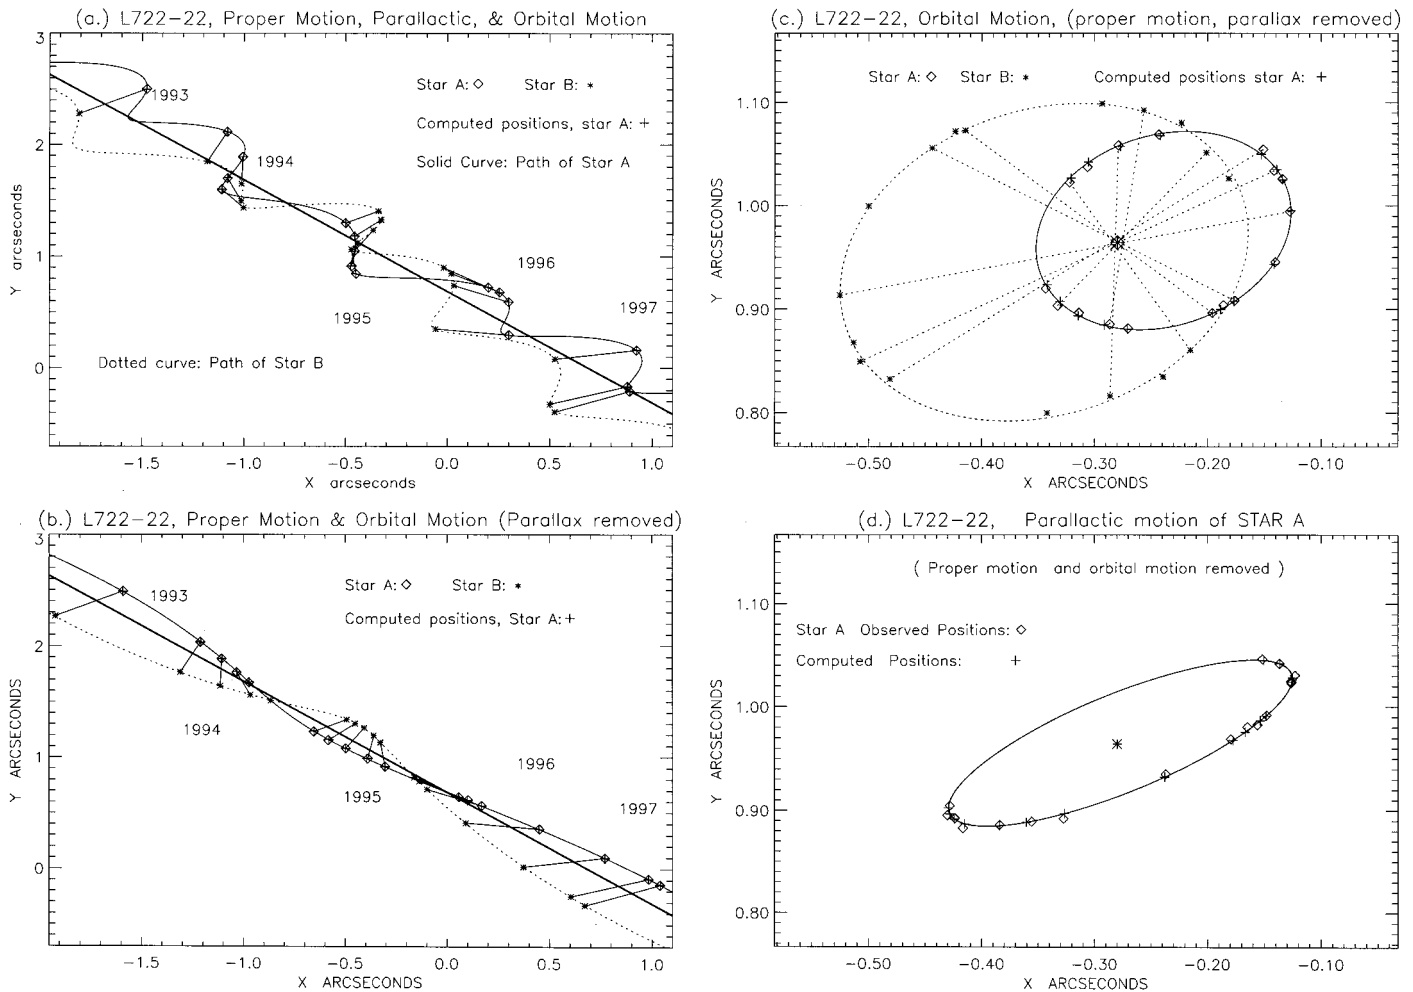 (a.) L722-22, Proper Motion, Parallactic, & Orbital Motion
3
2
1
0
Y arcseconds
1993
Star A: Star B: *
Computed positions, star A: +
1994
Solid Curve: Path of Star A
1996
1995
1997
Dotted curve: Path of Star B
-1.5 -1.0 -0.5 0.0 0.5 1.0
X arcseconds
(c.) L722-22, Orbital Motion, (proper motion, parallax removed)
Star A: Star B: * Computed positions star A: +
1.10
1.00
0.90
0.80
Y ARCSECONDS
-0.50 -0.40 -0.30 -0.20 -0.10
X ARCSECONDS
(b.) L722-22, Proper Motion & Orbital Motion (Parallax removed)
3
2
1
0
Y ARCSECONDS
1993
Star A: Star B: *
Computed positions, Star A: +
1994
1996
1995
1997
-1.5 -1.0 -0.5 0.0 0.5 1.0
X ARCSECONDS
(d.) L722-22, Parallactic motion of STAR A
( Proper motion and orbital motion removed )
1.10
1.00
0.90
0.80
Y ARCSECONDS
Star A Observed Positions:
Computed Positions: +
-0.50 -0.40 -0.30 -0.20 -0.10
X ARCSECONDS